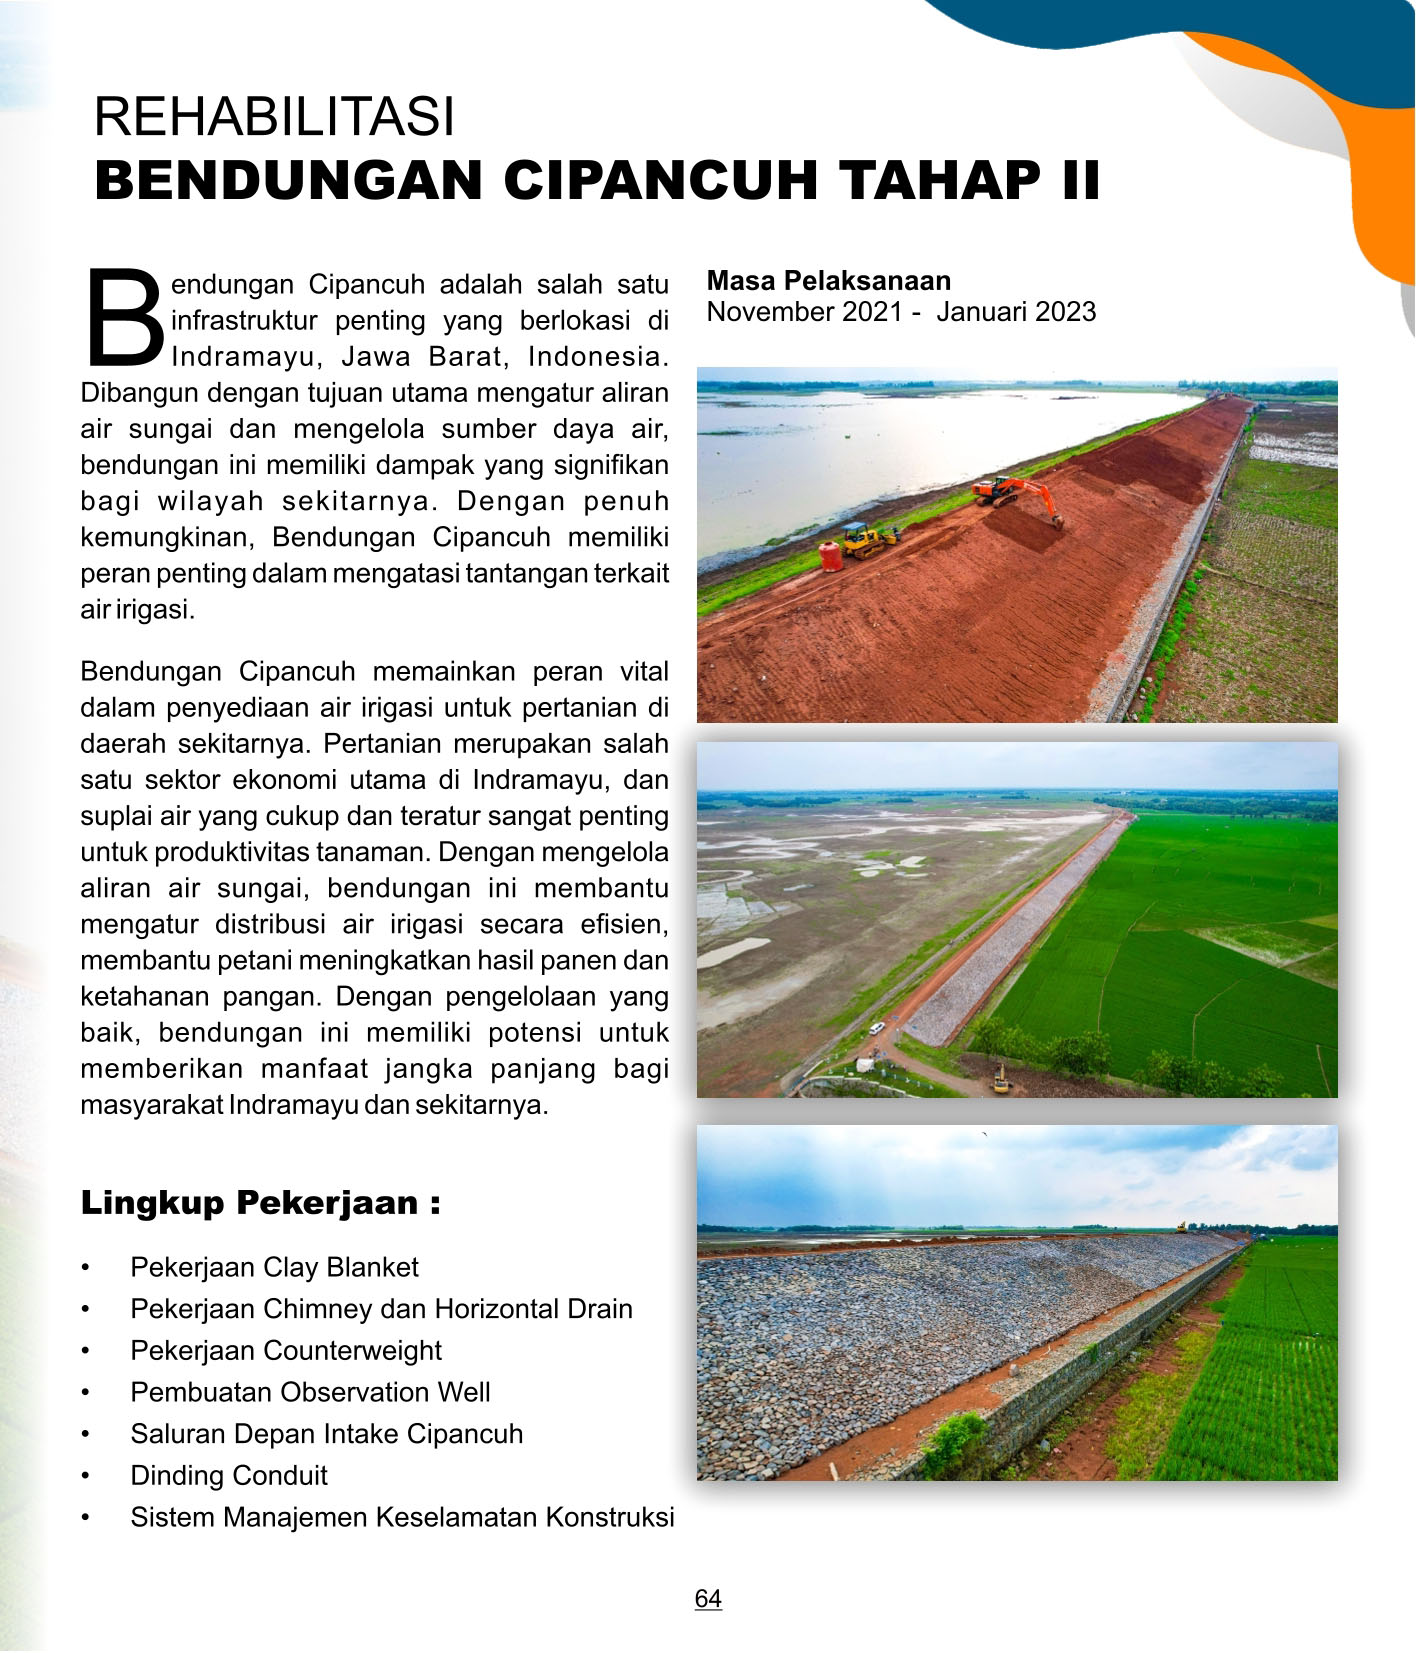 REHABILITASI
BENDUNGAN CIPANCUH TAHAP II
Bendungan Cipancuh adalah salah satu
infrastruktur penting yang berlokasi di
Indramayu, Jawa Barat, Indonesia.
Dibangun dengan tujuan utama mengatur aliran
air sungai dan mengelola sumber daya air,
bendungan ini memiliki dampak yang signifikan
bagi wilayah sekitarnya. Dengan penuh
kemungkinan, Bendungan Cipancuh memiliki
peran penting dalam mengatasi tantangan terkait
air irigasi.
Bendungan Cipancuh memainkan peran vital
dalam penyediaan air irigasi untuk pertanian di
daerah sekitarnya. Pertanian merupakan salah
satu sektor ekonomi utama di Indramayu, dan
suplai air yang cukup dan teratur sangat penting
untuk produktivitas tanaman. Dengan mengelola
aliran air sungai, bendungan ini membantu
mengatur distribusi air irigasi secara efisien,
membantu petani meningkatkan hasil panen dan
ketahanan pangan. Dengan pengelolaan yang
baik, bendungan ini memiliki potensi untuk
memberikan manfaat jangka panjang bagi
masyarakat Indramayu dan sekitarnya.
Lingkup Pekerjaan :
• Pekerjaan Clay Blanket
• Pekerjaan Chimney dan Horizontal Drain
• Pekerjaan Counterweight
• Pembuatan Observation Well
• Saluran Depan Intake Cipancuh
• Dinding Conduit
• Sistem Manajemen Keselamatan Konstruksi
Masa Pelaksanaan
November 2021 - Januari 2023
64